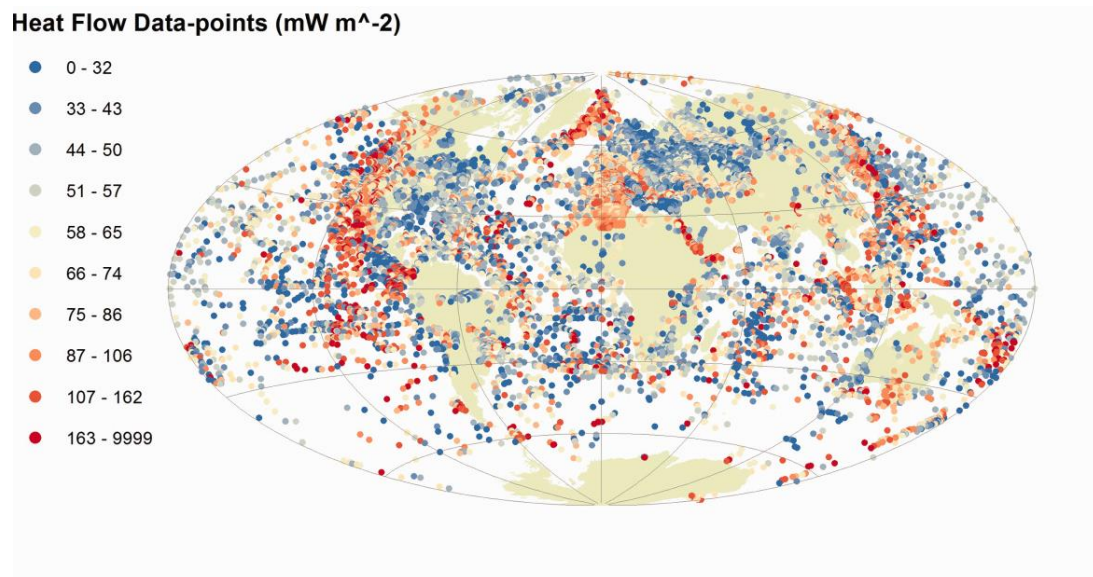 Heat Flow Data-points (mW m^-2)
0 - 32
33 - 43
44 - 50
51 - 57
58 - 65
66 - 74
75 - 86
87 - 106
107 - 162
163 - 9999